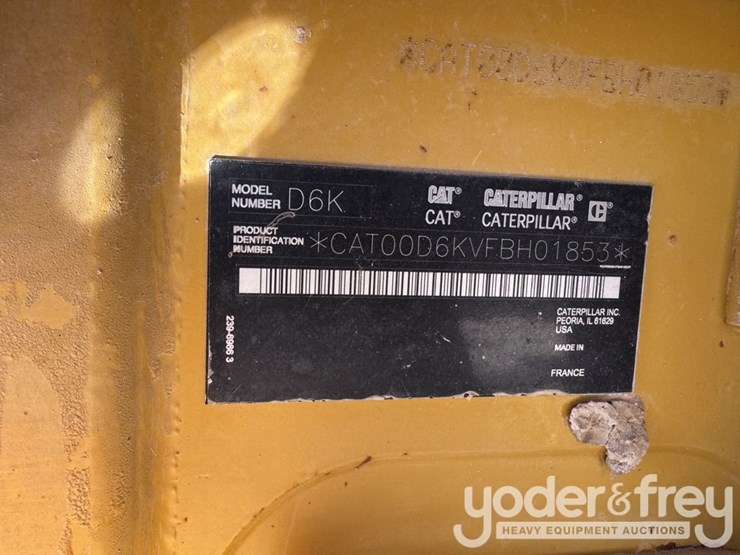 *CAT00D6KVFBH01853*
MODEL NUMBER D6K
CAT® CATERPILLAR® C
CAT® CATERPILLAR®
PRODUCT IDENTIFICATION NUMBER *CAT00D6KVFBH01853*
CATERPILLAR INC.
PEORIA, IL 61629
USA
MADE IN
FRANCE
239-6966 3
yoder&frey
HEAVY EQUIPMENT AUCTIONS